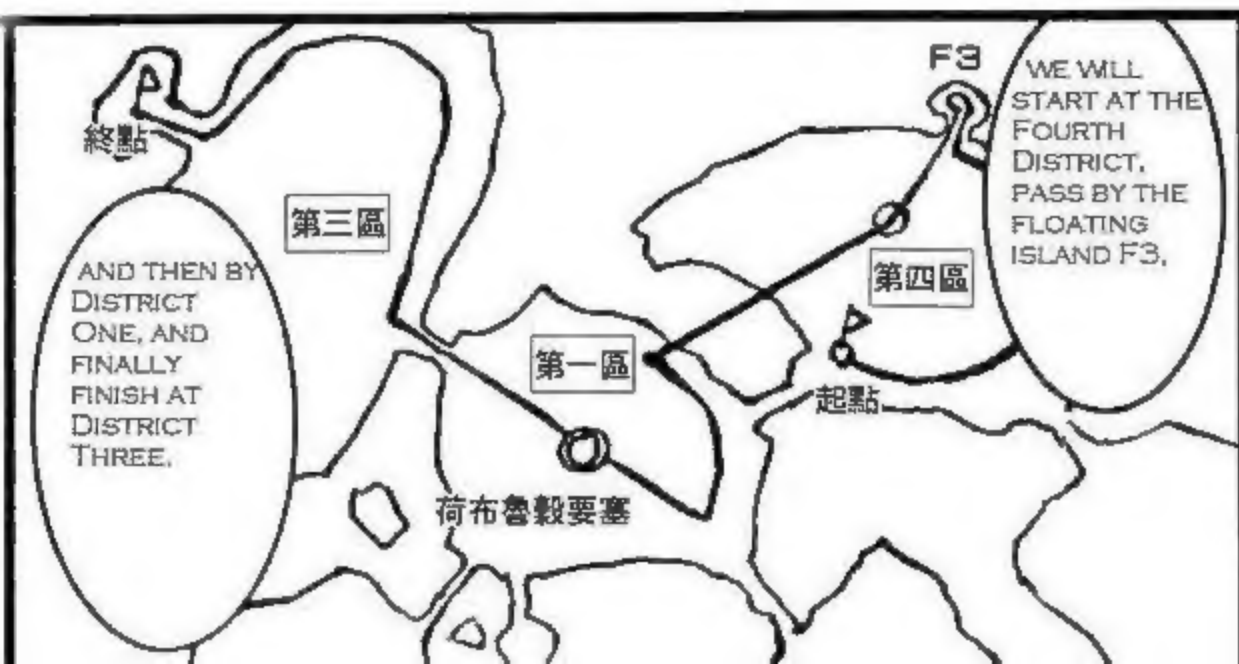 F3
WE WILL
START AT THE
FOURTH
DISTRICT,
PASS BY THE
FLOATING
ISLAND F3,
終點
第三區
第四區
AND THEN BY
DISTRICT
ONE, AND
FINALLY
FINISH AT
DISTRICT
THREE.
第一區
起點
荷布魯穀要塞